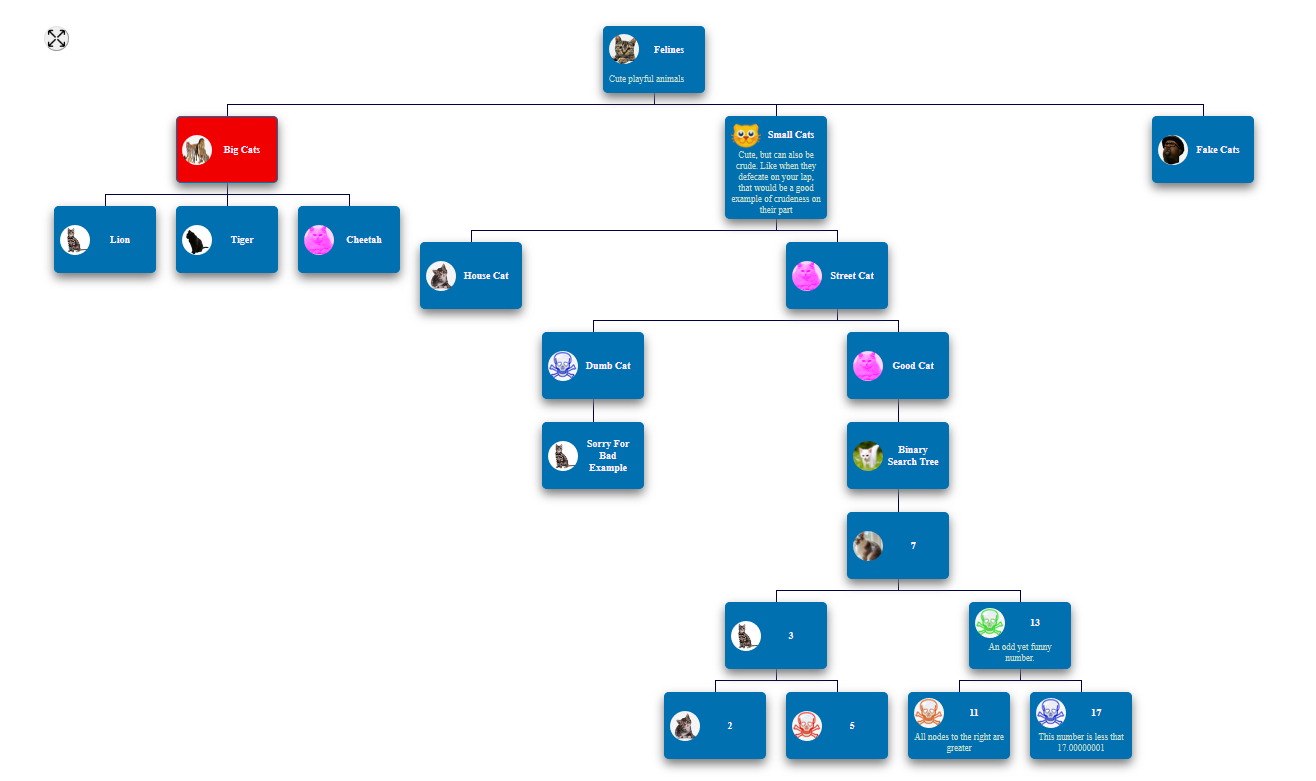 Felines
Cute playful animals
Big Cats
Small Cats
Cute, but can also be
crude. Like when they
defecate on your lap,
that would be a good
example of crudeness on
their part
Fake Cats
Lion
Tiger
Cheetah
House Cat
Street Cat
Dumb Cat
Good Cat
Sorry For
Bad
Example
Binary
Search Tree
7
3
13
An odd yet funny
number.
2
5
11
All nodes to the right are
greater
17
This number is less that
17.00000001